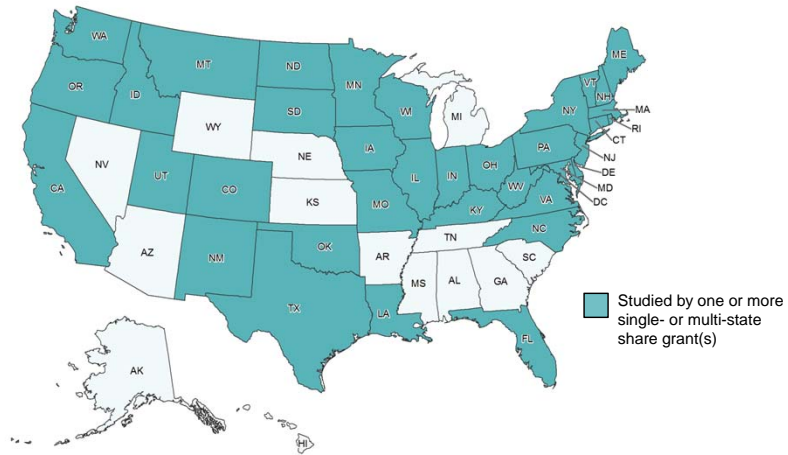 WA
MT
ND
MN
ME
OR
ID
SD
WI
MI
VT
NH
NY
MA
RI
CT
WY
IA
PA
NJ
NE
NV
UT
CO
IL
IN
OH
DE
MD
DC
WV
VA
CA
KS
MO
KY
NC
TN
AZ
NM
OK
AR
SC
MS
AL
GA
TX
LA
FL
AK
HI
Studied by one or more
single- or multi-state
share grant(s)